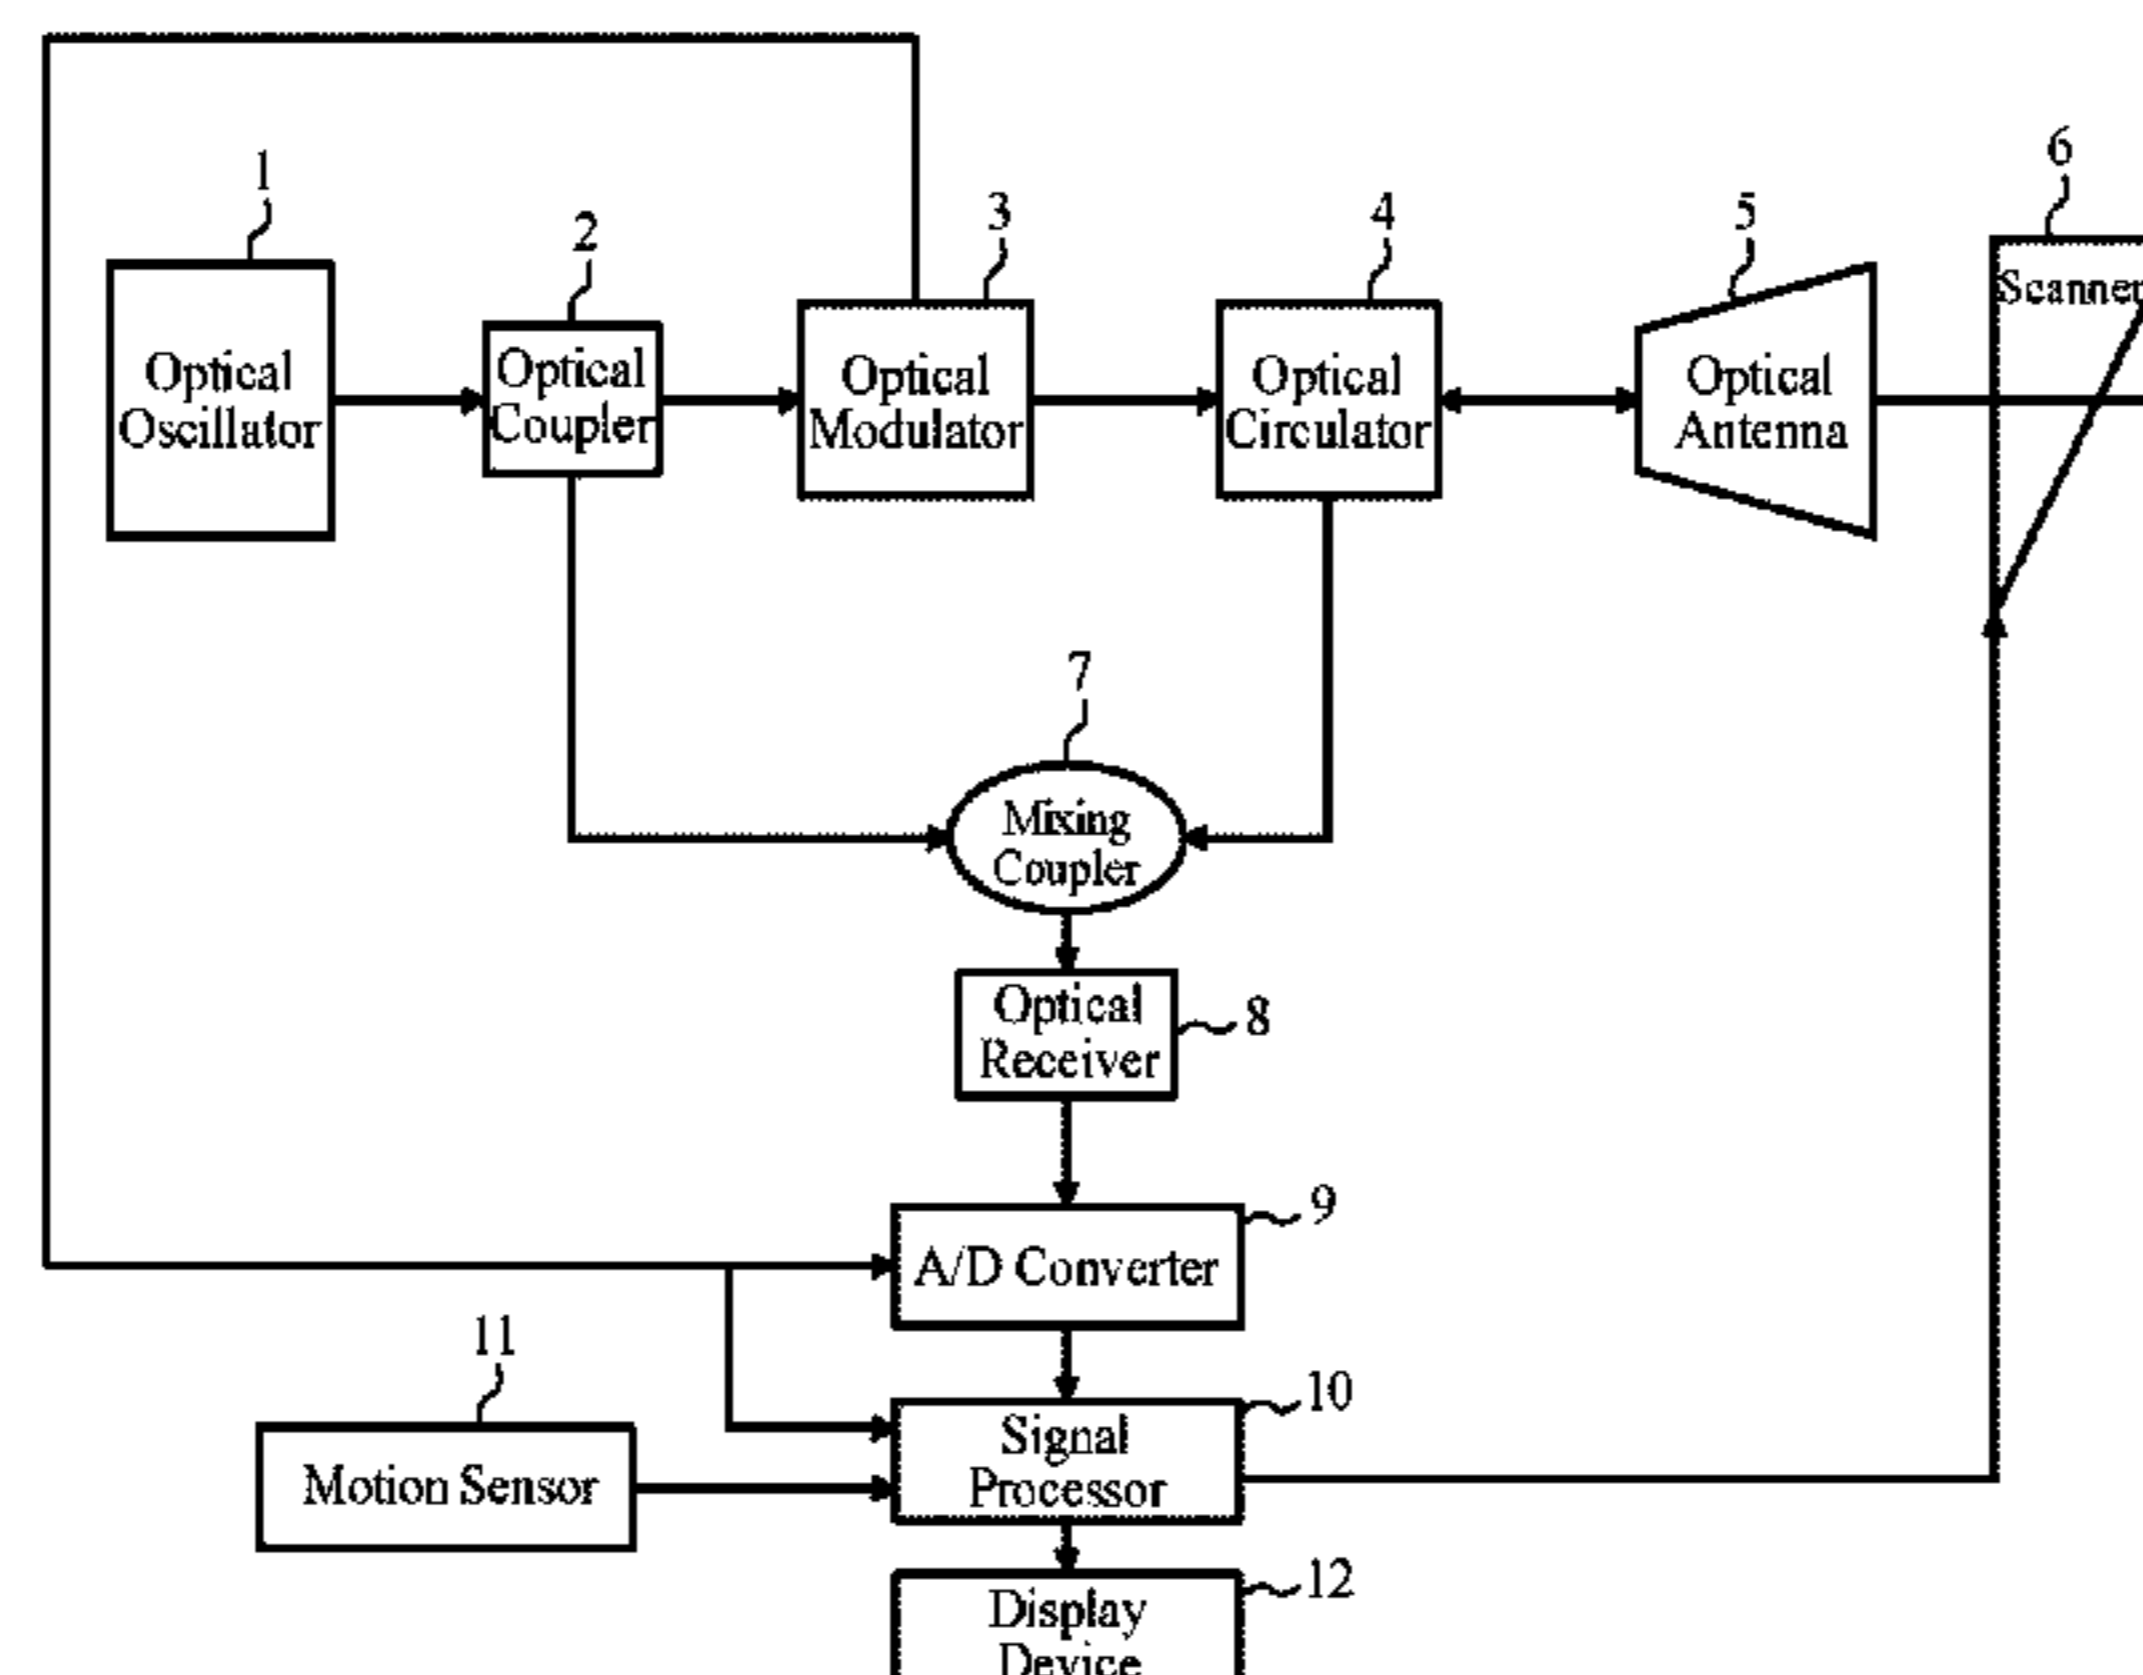 1
2
3
4
5
6
Optical
Oscillator
Optical
Coupler
Optical
Modulator
Optical
Circulator
Optical
Antenna
Scanner
7
Mixing
Coupler
Optical
Receiver
8
9
A/D Converter
11
10
Motion Sensor
Signal
Processor
12
Display
Device